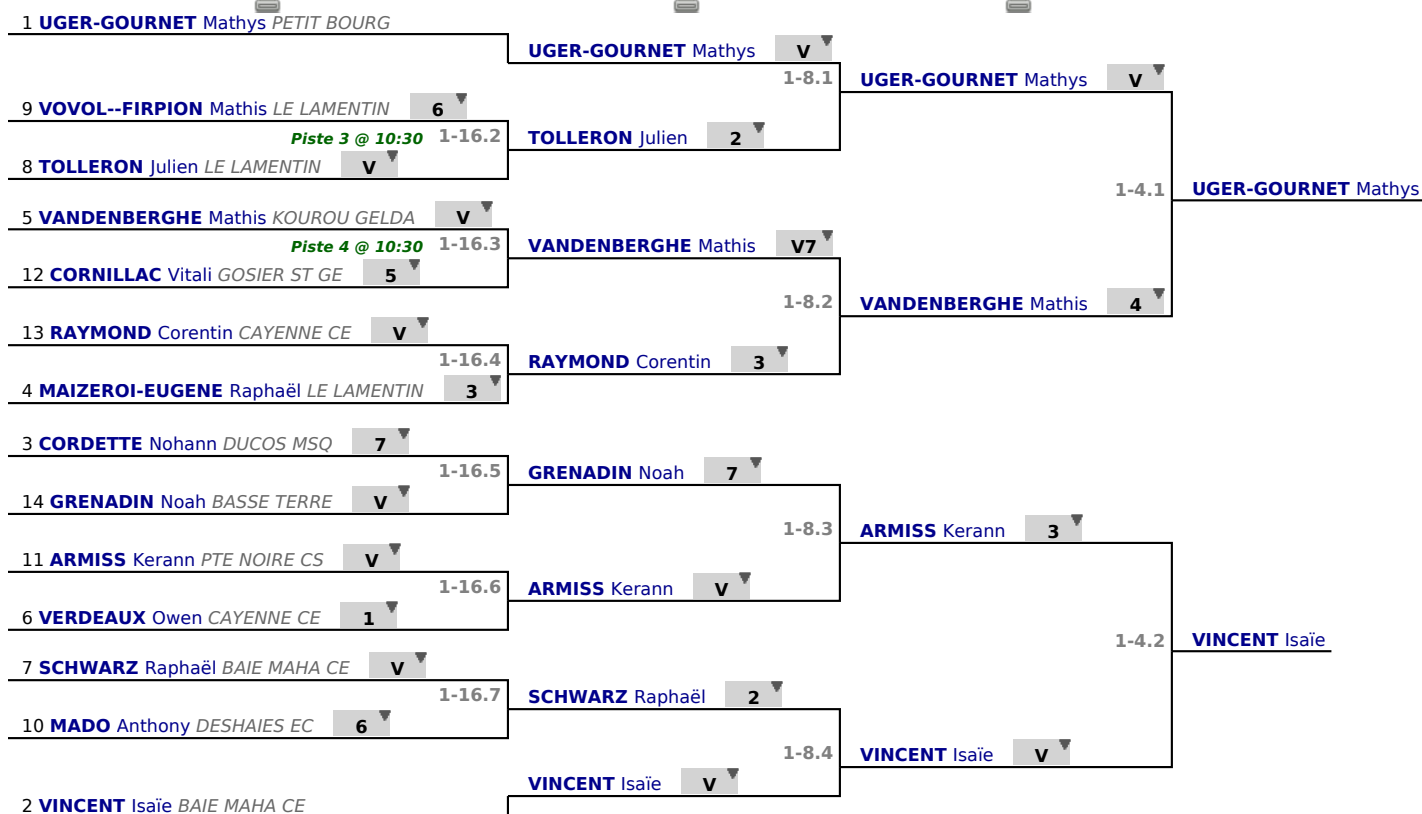 1 UGER-GOURNET Mathys PETIT BOURG
UGER-GOURNET Mathys V
1-8.1
UGER-GOURNET Mathys V
9 VOVOL--FIRPION Mathis LE LAMENTIN 6
Piste 3 @ 10:30 1-16.2
TOLLERON Julien 2
8 TOLLERON Julien LE LAMENTIN V
1-4.1
UGER-GOURNET Mathys
5 VANDENBERGHE Mathis KOUROU GELDA V
Piste 4 @ 10:30 1-16.3
VANDENBERGHE Mathis V7
12 CORNILLAC Vitali GOSIER ST GE 5
1-8.2
VANDENBERGHE Mathis 4
13 RAYMOND Corentin CAYENNE CE V
1-16.4
RAYMOND Corentin 3
4 MAIZEROI-EUGENE Raphaël LE LAMENTIN 3
3 CORDETTE Nohann DUCOS MSQ 7
1-16.5
GRENADIN Noah 7
14 GRENADIN Noah BASSE TERRE V
1-8.3
ARMISS Kerann 3
11 ARMISS Kerann PTE NOIRE CS V
1-16.6
ARMISS Kerann V
6 VERDEAUX Owen CAYENNE CE 1
1-4.2
VINCENT Isaïe
7 SCHWARZ Raphaël BAIE MAHA CE V
1-16.7
SCHWARZ Raphaël 2
10 MADO Anthony DESHAIES EC 6
1-8.4
VINCENT Isaïe V
VINCENT Isaïe V
2 VINCENT Isaïe BAIE MAHA CE